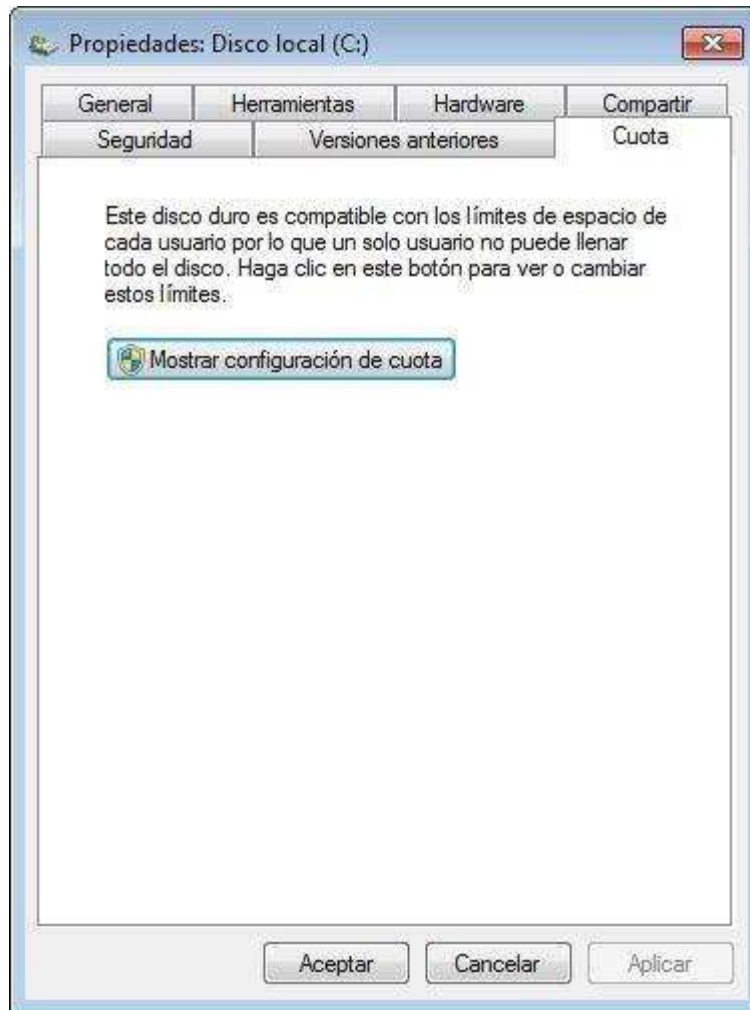 Propiedades: Disco local (C:)
General Herramientas Hardware Compartir
Seguridad Versiones anteriores Cuota
Este disco duro es compatible con los límites de espacio de
cada usuario por lo que un solo usuario no puede llenar
todo el disco. Haga clic en este botón para ver o cambiar
estos límites.
Mostrar configuración de cuota
Aceptar Cancelar Aplicar